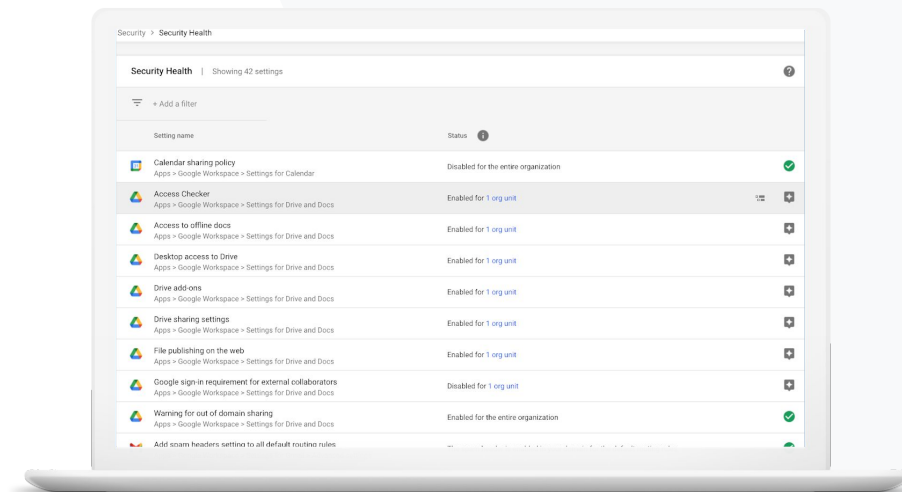 Security > Security Health
Security Health | Showing 42 settings
+ Add a filter
Setting name Status
Calendar sharing policy
Apps > Google Workspace > Settings for Calendar
Disabled for the entire organization
Access Checker
Apps > Google Workspace > Settings for Drive and Docs
Enabled for 1 org unit
Access to offline docs
Apps > Google Workspace > Settings for Drive and Docs
Enabled for 1 org unit
Desktop access to Drive
Apps > Google Workspace > Settings for Drive and Docs
Enabled for 1 org unit
Drive add-ons
Apps > Google Workspace > Settings for Drive and Docs
Enabled for 1 org unit
Drive sharing settings
Apps > Google Workspace > Settings for Drive and Docs
Enabled for 1 org unit
File publishing on the web
Apps > Google Workspace > Settings for Drive and Docs
Enabled for 1 org unit
Google sign-in requirement for external collaborators
Apps > Google Workspace > Settings for Drive and Docs
Disabled for 1 org unit
Warning for out of domain sharing
Apps > Google Workspace > Settings for Drive and Docs
Enabled for the entire organization
Add spam headers setting to all default routing rules